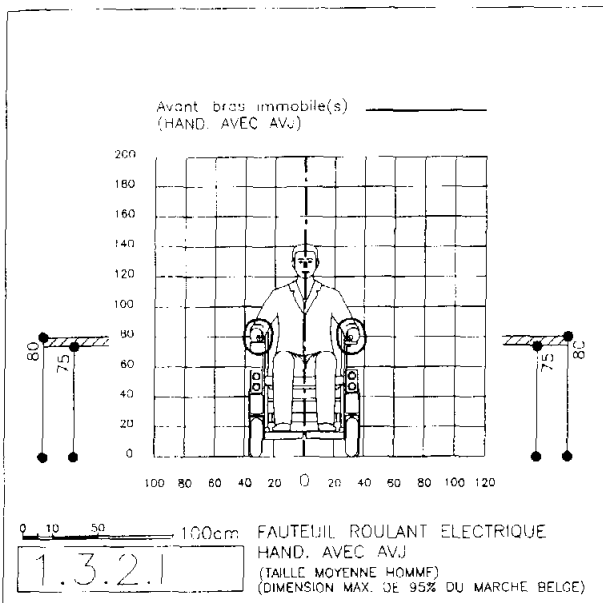 Avant bras immobile(s)
(HAND. AVEC AVJ)
200
180
160
140
120
100
80
60
40
20
0
80
75
75
80
100 80 60 40 20 0 20 40 60 80 100 120
0 10 50 100cm
FAUTEUIL ROULANT ELECTRIQUE
HAND. AVEC AVJ
1.3.2.1
(TAILLE MOYENNE HOMME)
(DIMENSION MAX. DE 95% DU MARCHE BELGE)